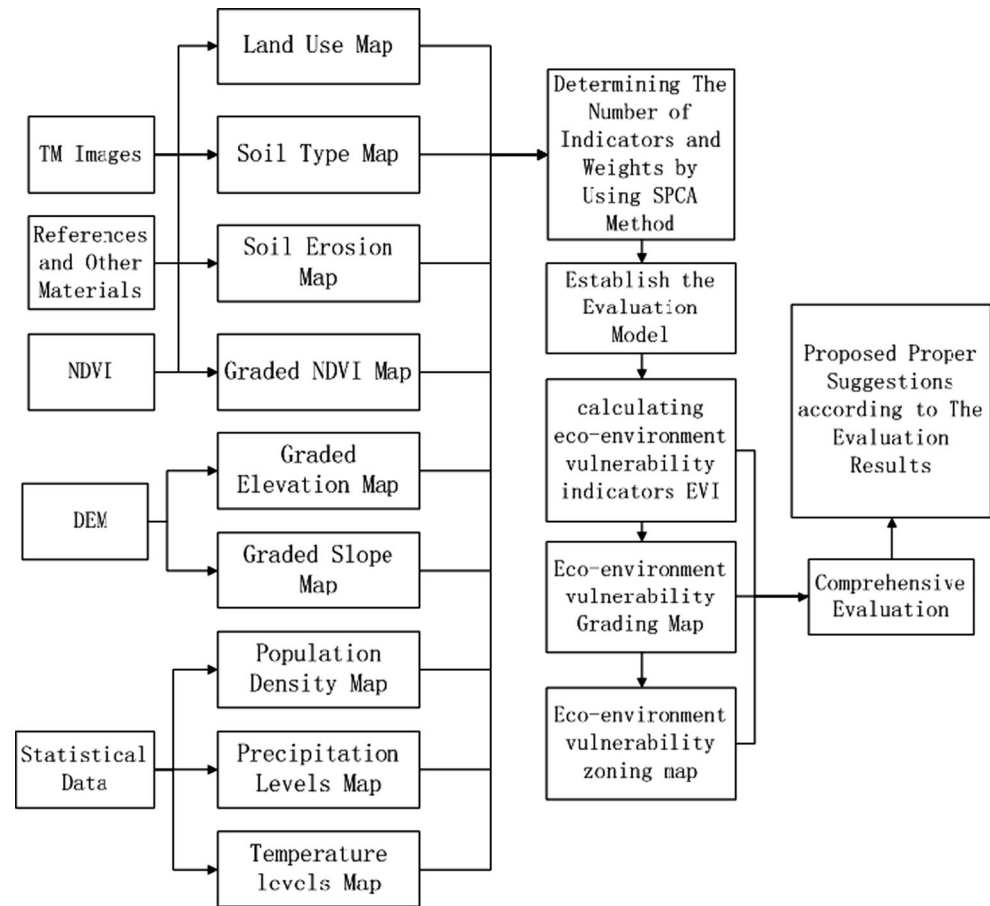 TM Images
References
and Other
Materials
NDVI
DEM
Statistical
Data
Land Use Map
Soil Type Map
Soil Erosion
Map
Graded NDVI Map
Graded
Elevation Map
Graded Slope
Map
Population
Density Map
Precipitation
Levels Map
Temperature
levels Map
Determining The
Number of
Indicators and
Weights by
Using SPCA
Method
Establish the
Evaluation
Model
calculating
eco-environment
vulnerability
indicators EVI
Eco-environment
vulnerability
Grading Map
Eco-environment
vulnerability
zoning map
Proposed Proper
Suggestions
according to The
Evaluation
Results
Comprehensive
Evaluation